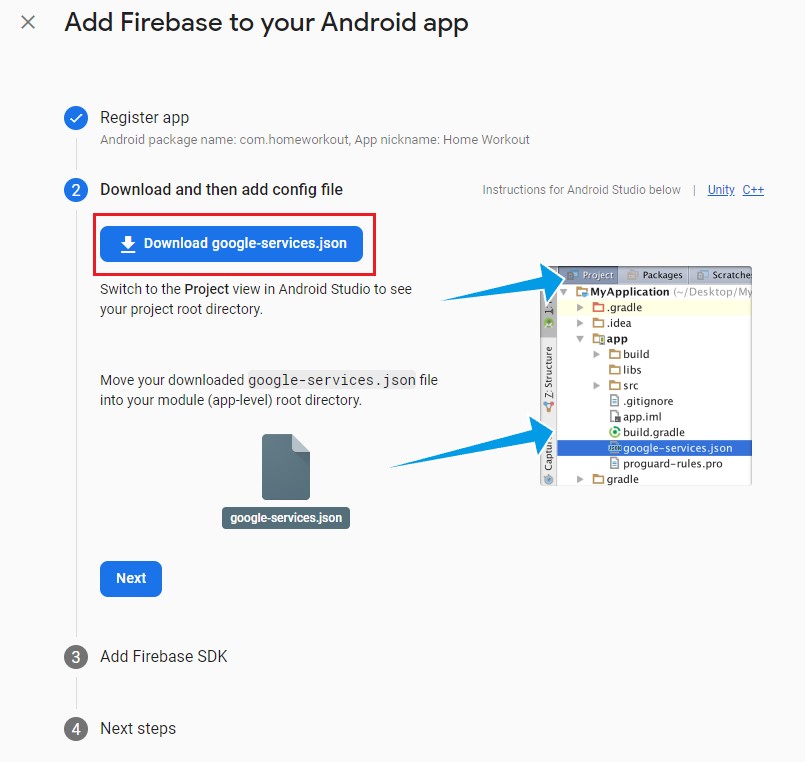 Add Firebase to your Android app
Register app
Android package name: com.homeworkout, App nickname: Home Workout
2
Download and then add config file
Instructions for Android Studio below | Unity C++
Download google-services.json
Switch to the Project view in Android Studio to see
your project root directory.
Move your downloaded google-services.json file
into your module (app-level) root directory.
google-services.json
Next
Project Packages Scratche
MyApplication (~/Desktop/My
.gradle
.idea
app
build
libs
src
.gitignore
app.iml
build.gradle
google-services.json
proguard-rules.pro
gradle
Z: Structure
Captu
3
Add Firebase SDK
4
Next steps